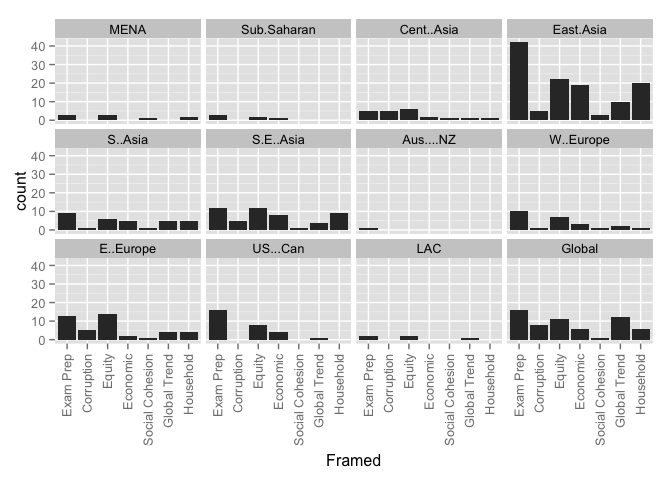 MENA Sub.Saharan Cent..Asia East.Asia
40
30
20
10
0
S..Asia S.E..Asia Aus....NZ W..Europe
40
30
20
10
0
count
E..Europe US...Can LAC Global
40
30
20
10
0
Exam Prep Corruption Equity Economic Social Cohesion Global Trend Household Exam Prep Corruption Equity Economic Social Cohesion Global Trend Household Exam Prep Corruption Equity Economic Social Cohesion Global Trend Household Exam Prep Corruption Equity Economic Social Cohesion Global Trend Household
Framed